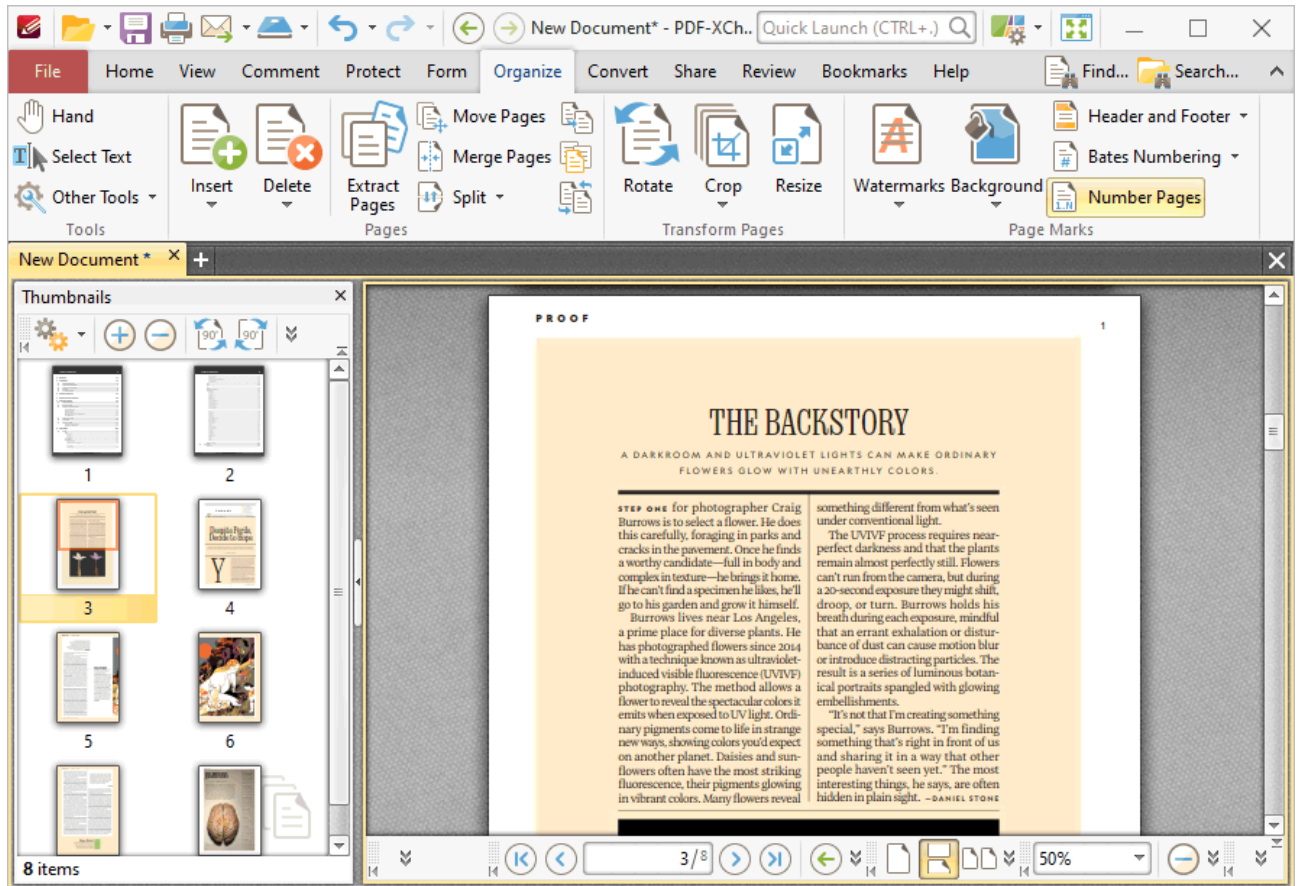 New Document* - PDF-XCh..
Quick Launch (CTRL+.)
File Home View Comment Protect Form Organize Convert Share Review Bookmarks Help Find... Search...
Hand
Select Text
Other Tools
Tools
Insert
Delete
Extract
Pages
Move Pages
Merge Pages
Split
Pages
Rotate
Crop
Resize
Transform Pages
Watermarks
Background
Header and Footer
# Bates Numbering
1.N Number Pages
Page Marks
New Document *
Thumbnails
90°
90°
1
2
3
Despite Perils,
Decide to Hope
Y
4
5
6
8 items
PROOF
1
THE BACKSTORY
A DARKROOM AND ULTRAVIOLET LIGHTS CAN MAKE ORDINARY
FLOWERS GLOW WITH UNEARTHLY COLORS.
STEP ONE for photographer Craig
Burrows is to select a flower. He does
this carefully, foraging in parks and
cracks in the pavement. Once he finds
a worthy candidate—full in body and
complex in texture—he brings it home.
If he can't find a specimen he likes, he'll
go to his garden and grow it himself.
Burrows lives near Los Angeles,
a prime place for diverse plants. He
has photographed flowers since 2014
with a technique known as ultraviolet-
induced visible fluorescence (UVIVF)
photography. The method allows a
flower to reveal the spectacular colors it
emits when exposed to UV light. Ordi-
nary pigments come to life in strange
new ways, showing colors you'd expect
on another planet. Daisies and sun-
flowers often have the most striking
fluorescence, their pigments glowing
in vibrant colors. Many flowers reveal
something different from what's seen
under conventional light.
The UVIVF process requires near-
perfect darkness and that the plants
remain almost perfectly still. Flowers
can't run from the camera, but during
a 20-second exposure they might shift,
droop, or turn. Burrows holds his
breath during each exposure, mindful
that an errant exhalation or distur-
bance of dust can cause motion blur
or introduce distracting particles. The
result is a series of luminous botan-
ical portraits spangled with glowing
embellishments.
"It's not that I'm creating something
special," says Burrows. "I'm finding
something that's right in front of us
and sharing it in a way that other
people haven't seen yet." The most
interesting things, he says, are often
hidden in plain sight. —DANIEL STONE
3/8
50%